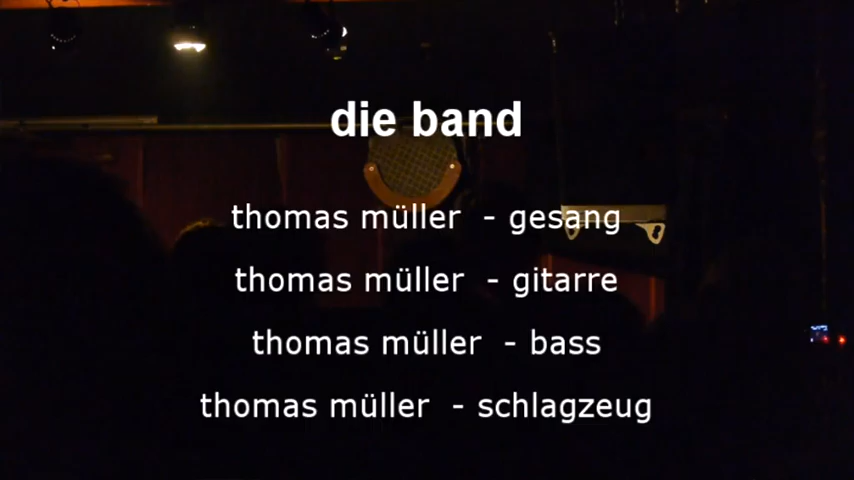 die band
thomas müller - gesang
thomas müller - gitarre
thomas müller - bass
thomas müller - schlagzeug